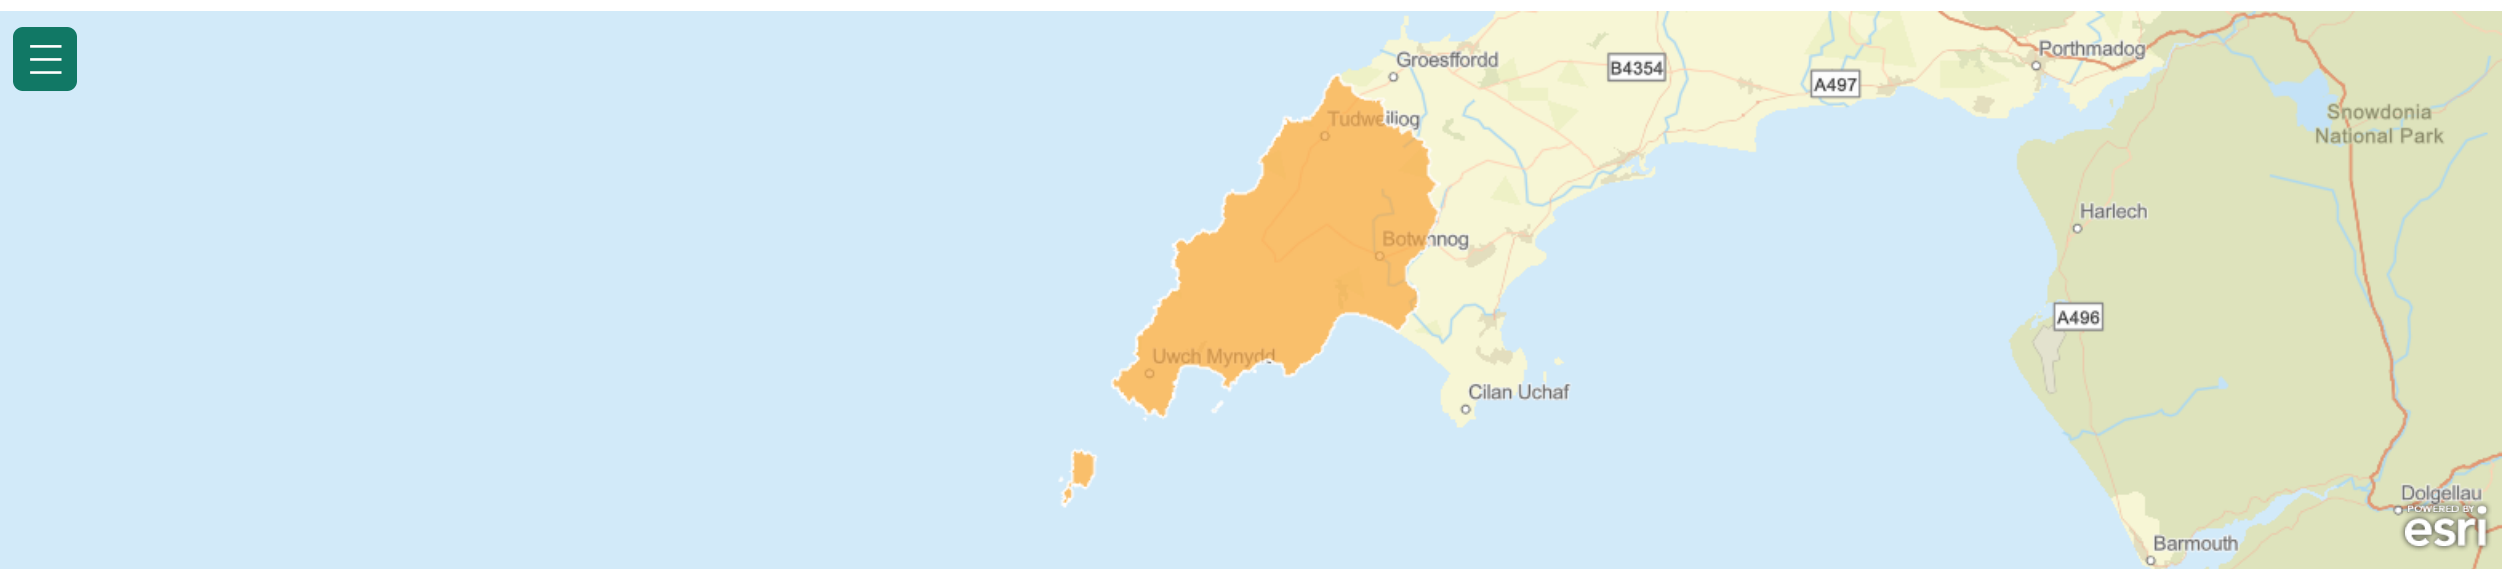 Groesffordd
B4354
A497
Porthmadog
Tudweiliog
Snowdonia
National Park
Botwnnog
Harlech
A496
Uwch Mynydd
Cilan Uchaf
Dolgellau
POWERED BY
esri
Barmouth